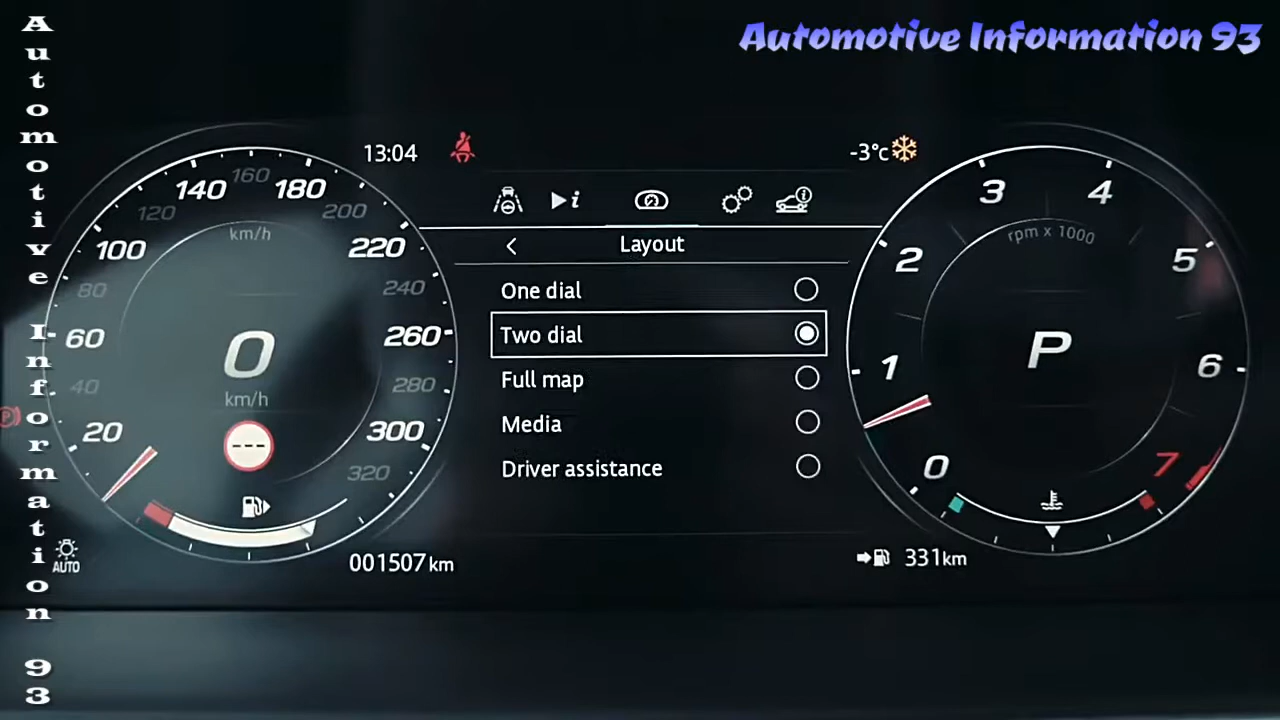 Automotive Information 93
Automotive Information 93
13:04
-3°c
160
140
180
120
200
km/h
100
220
80
240
60
260
0
km/h
40
280
20
300
320
---
AUTO
001507 km
i
Layout
One dial
Two dial
Full map
Media
Driver assistance
3
4
rpm x 1000
2
5
P
1
6
0
7
331km